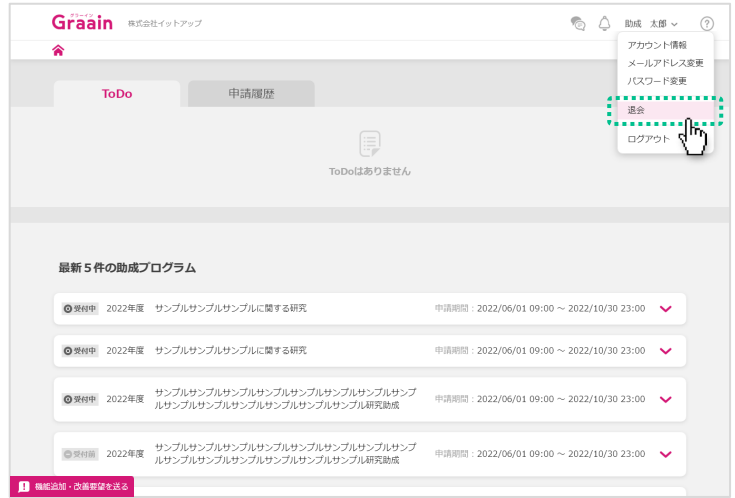 グラーイン
Graain 株式会社イットアップ
助成 太郎
?
アカウント情報
メールアドレス変更
パスワード変更
退会
ログアウト
ToDo 申請履歴
ToDoはありません
最新5件の助成プログラム
受付中 2022年度 サンプルサンプルサンプルに関する研究 申請期間：2022/06/01 09:00 ～ 2022/10/30 23:00
受付中 2022年度 サンプルサンプルサンプルに関する研究 申請期間：2022/06/01 09:00 ～ 2022/10/30 23:00
受付中 2022年度 サンプルサンプルサンプルサンプルサンプルサンプルサンプルサンプ
ルサンプルサンプルサンプルサンプルサンプルサンプル研究助成 申請期間：2022/06/01 09:00 ～ 2022/10/30 23:00
受付前 2022年度 サンプルサンプルサンプルサンプルサンプルサンプルサンプルサンプ
ルサンプルサンプルサンプルサンプルサンプルサンプル研究助成 申請期間：2022/06/01 09:00 ～ 2022/10/30 23:00
機能追加・改善要望を送る